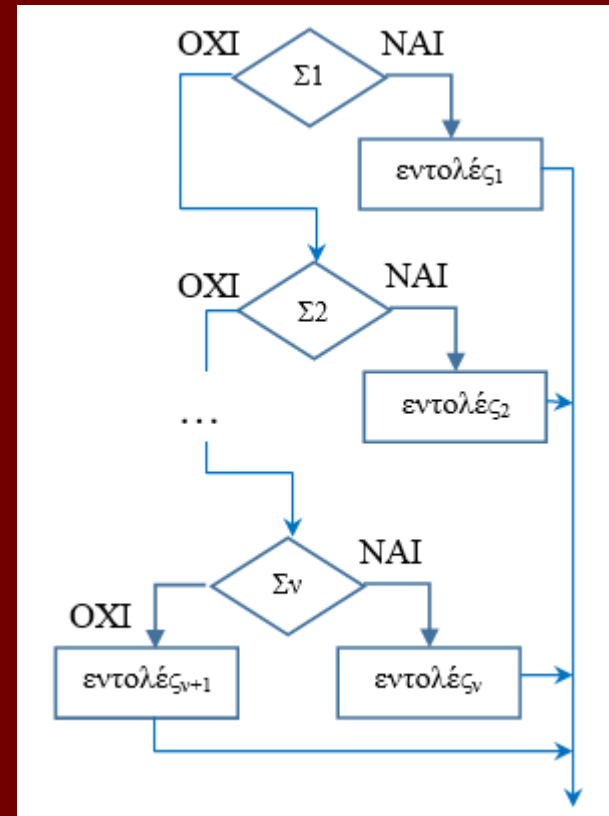 ΟΧΙ ΝΑΙ
Σ1
εντολές1
ΟΧΙ ΝΑΙ
Σ2
εντολές2
...
ΝΑΙ
Σν
ΟΧΙ
εντολέςν+1 εντολέςν